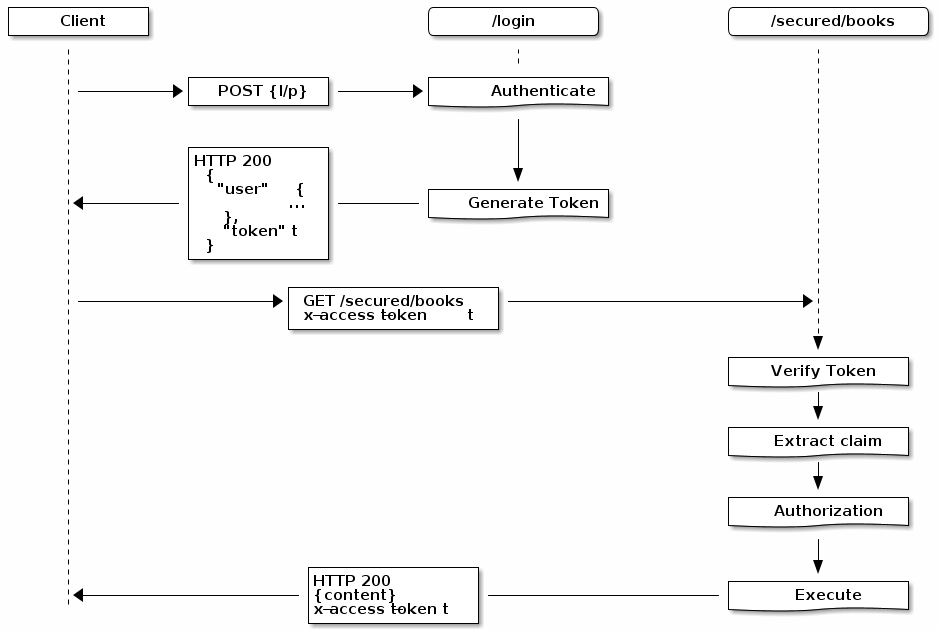 Client
/login
/secured/books
POST {l/p}
Authenticate
HTTP 200
{
"user" {
...
},
"token" t
}
Generate Token
GET /secured/books
x-access token t
Verify Token
Extract claim
Authorization
HTTP 200
{content}
x-access token t
Execute